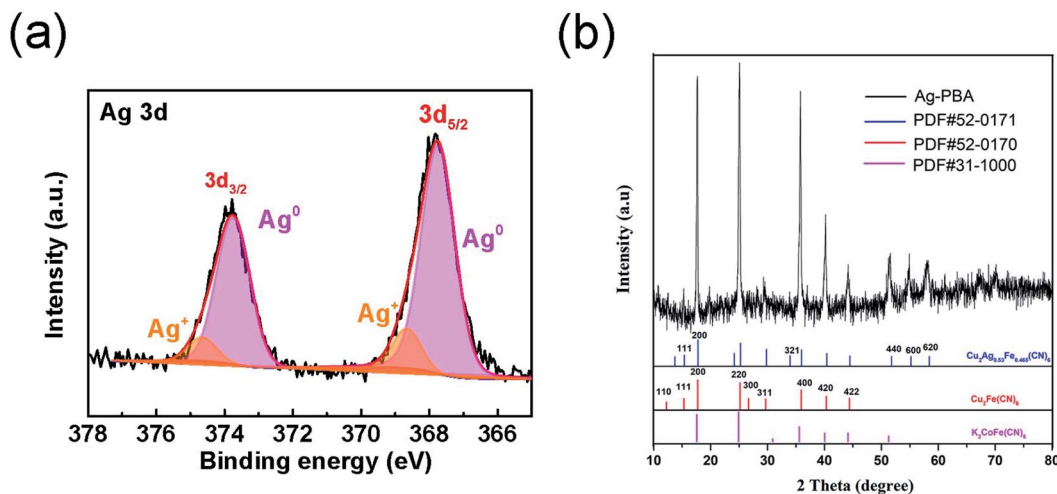 (a)
Ag 3d
3d5/2
3d3/2
Ag0
Ag0
Ag+
Ag+
Intensity (a.u.)
378 376 374 372 370 368 366
Binding energy (eV)
(b)
Ag-PBA
PDF#52-0171
PDF#52-0170
PDF#31-1000
Intensity (a.u)
200
111 321 440 600 620
Cu2Ag0.53Fe0.465(CN)6
200 220
110 111 300 311 400 420 422
Cu2Fe(CN)6
K2CoFe(CN)6
10 20 30 40 50 60 70 80
2 Theta (degree)